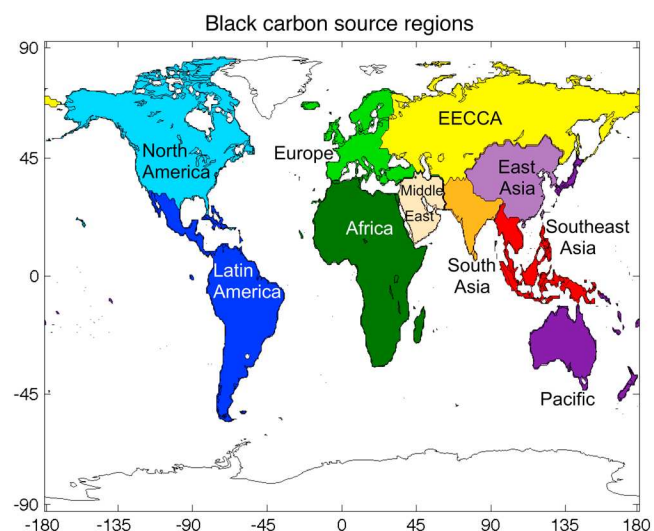 Black carbon source regions
90
EECCA
North
America
Europe
East
Asia
45
Middle
East
Africa
Southeast
Asia
South
Asia
Latin
America
0
-45
Pacific
-90
-180 -135 -90 -45 0 45 90 135 180